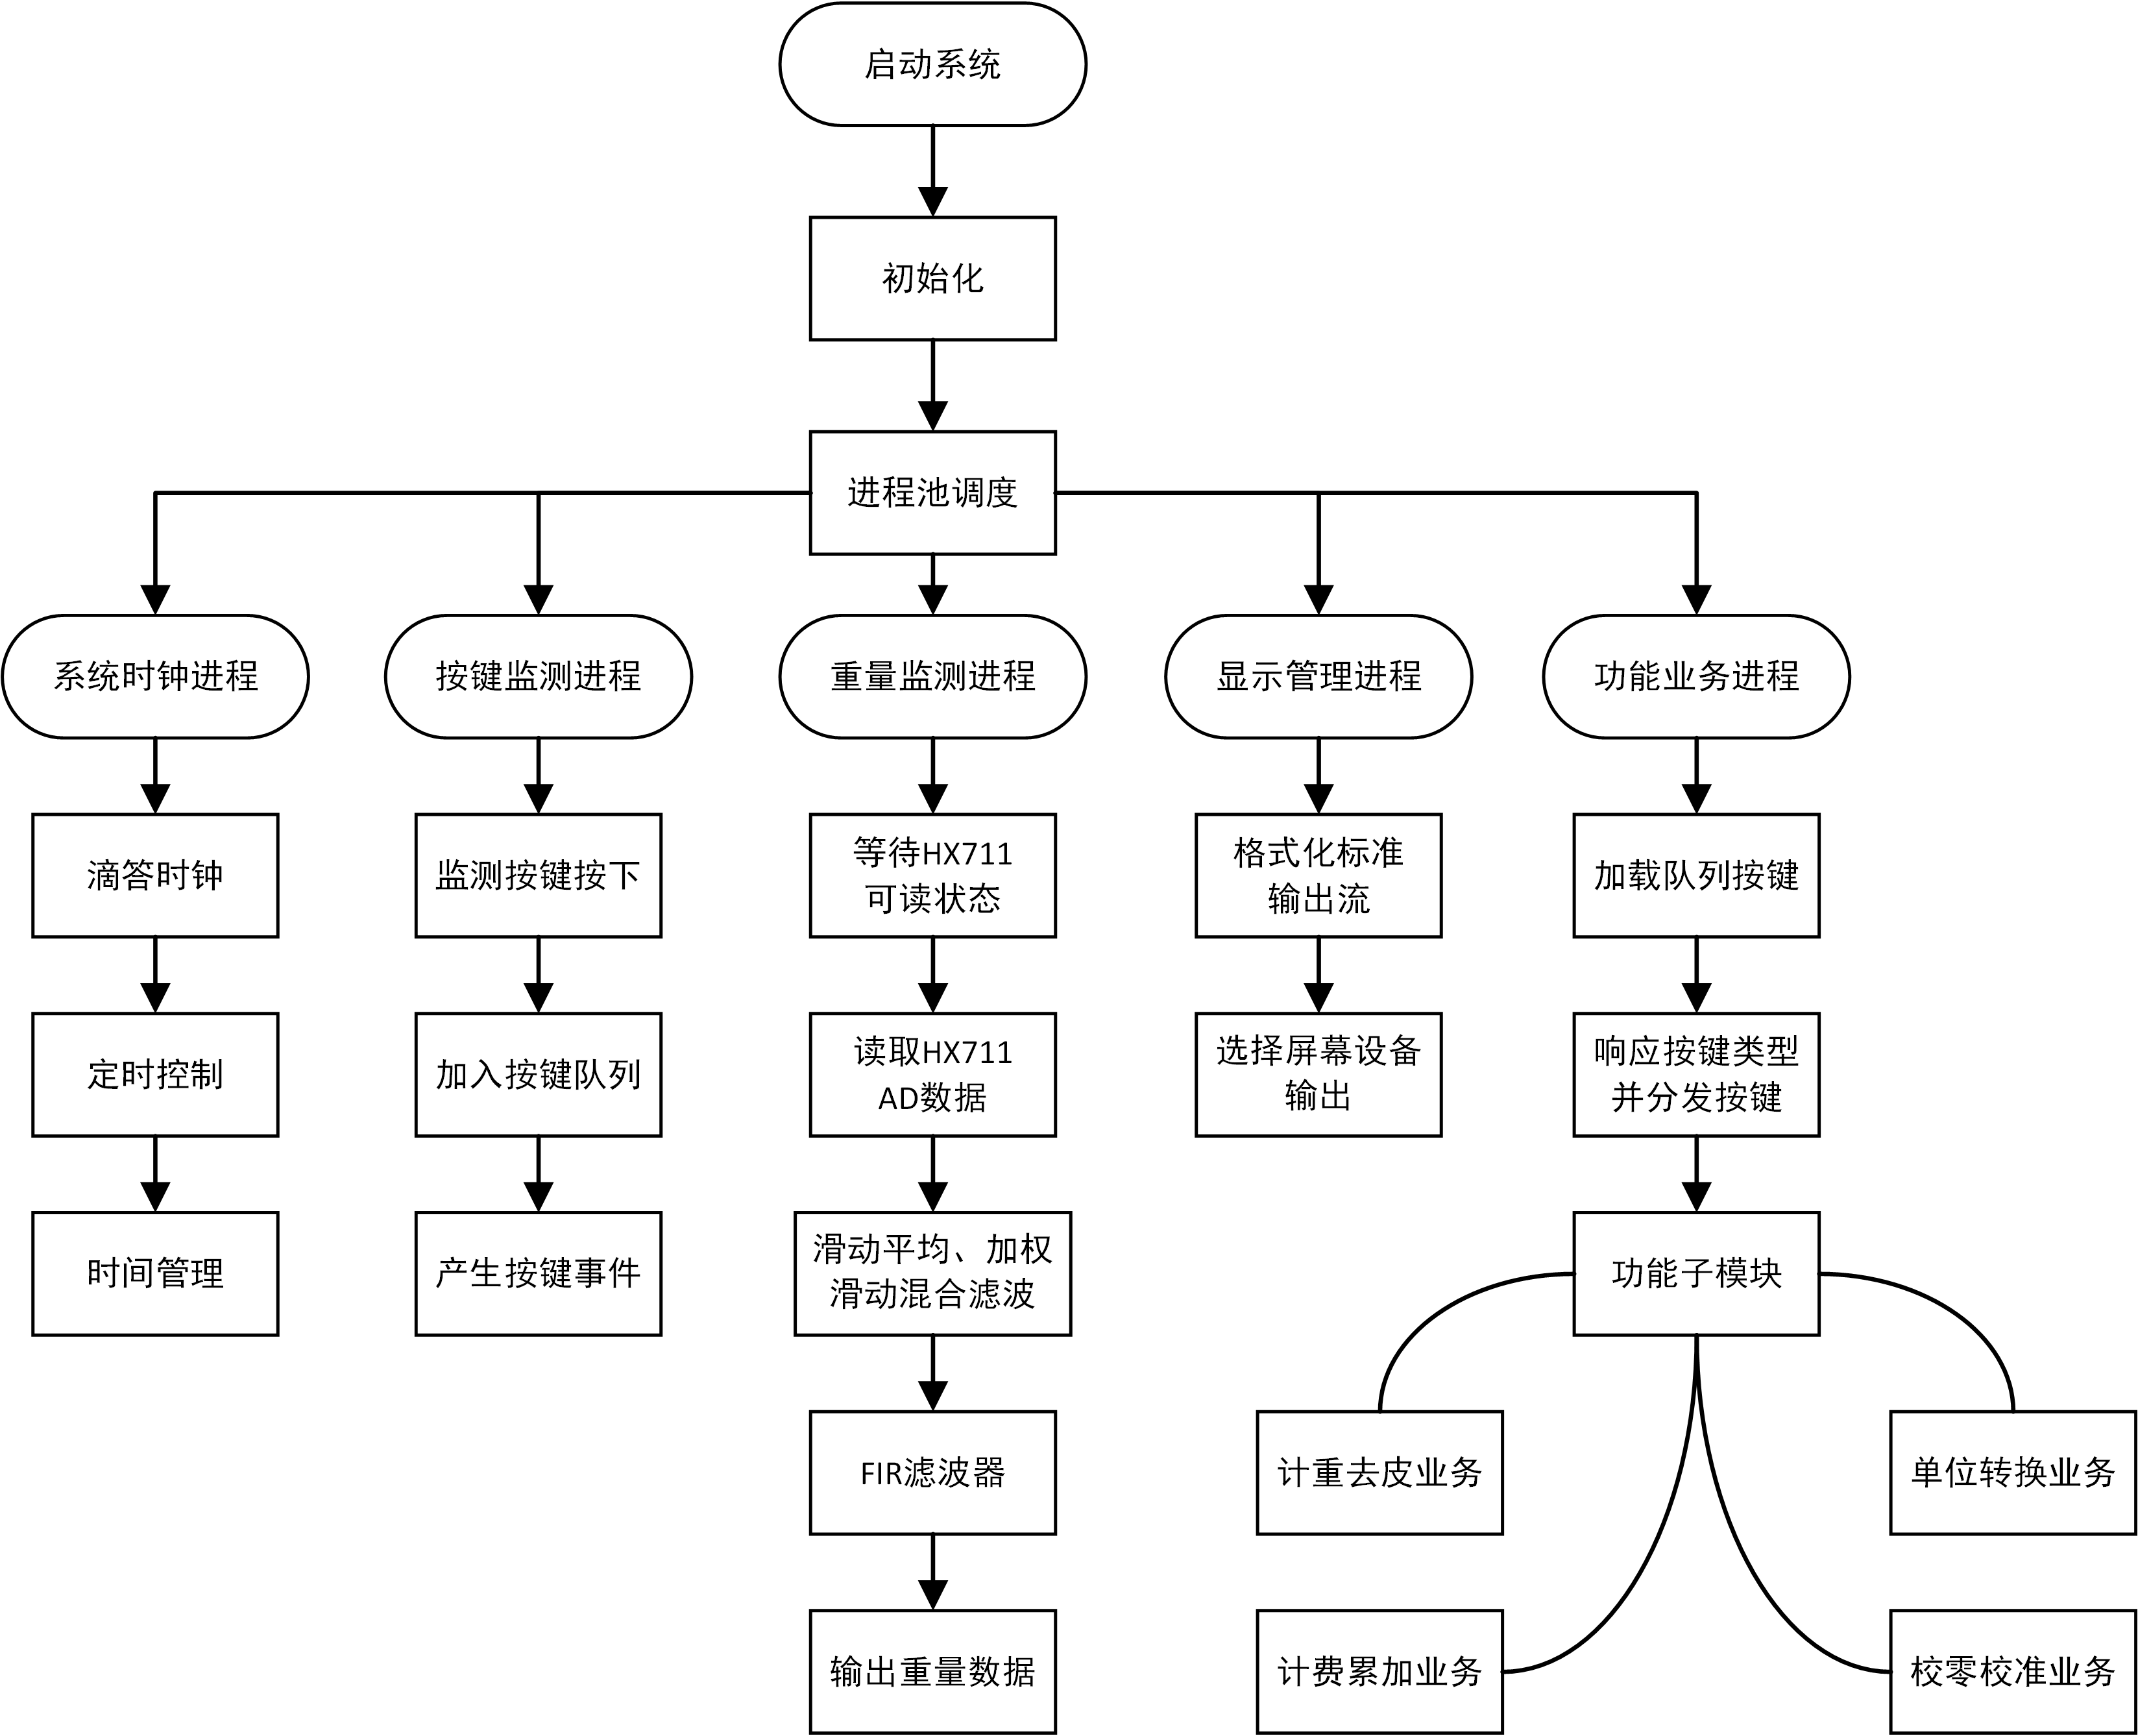 启动系统
初始化
进程池调度
系统时钟进程
按键监测进程
重量监测进程
显示管理进程
功能业务进程
滴答时钟
监测按键按下
等待HX711
可读状态
格式化标准
输出流
加载队列按键
定时控制
加入按键队列
读取HX711
AD数据
选择屏幕设备
输出
响应按键类型
并分发按键
时间管理
产生按键事件
滑动平均、加权
滑动混合滤波
功能子模块
FIR滤波器
计重去皮业务
单位转换业务
输出重量数据
计费累加业务
校零校准业务